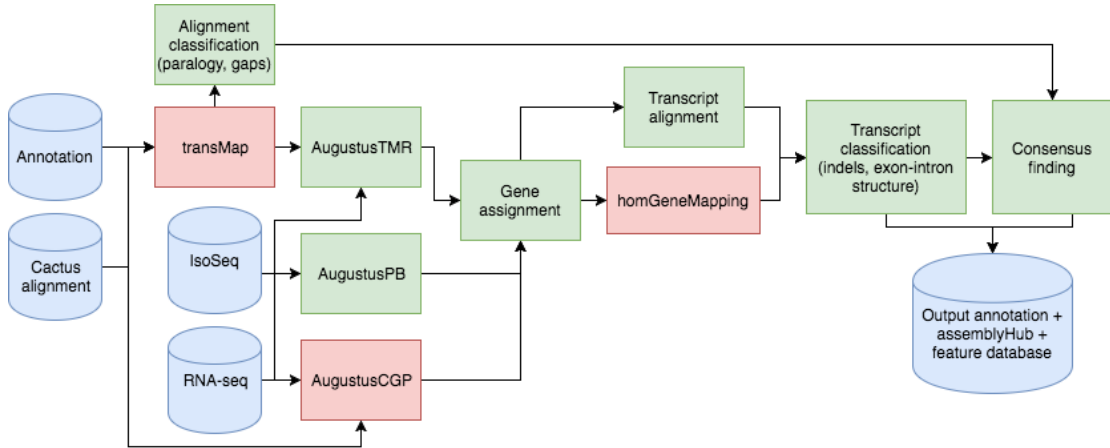 Alignment
classification
(paralogy, gaps)
Annotation
transMap
AugustusTMR
Transcript
alignment
Transcript
classification
(indels, exon-intron
structure)
Consensus
finding
Gene
assignment
homGeneMapping
Cactus
alignment
IsoSeq
AugustusPB
RNA-seq
AugustusCGP
Output annotation +
assemblyHub +
feature database